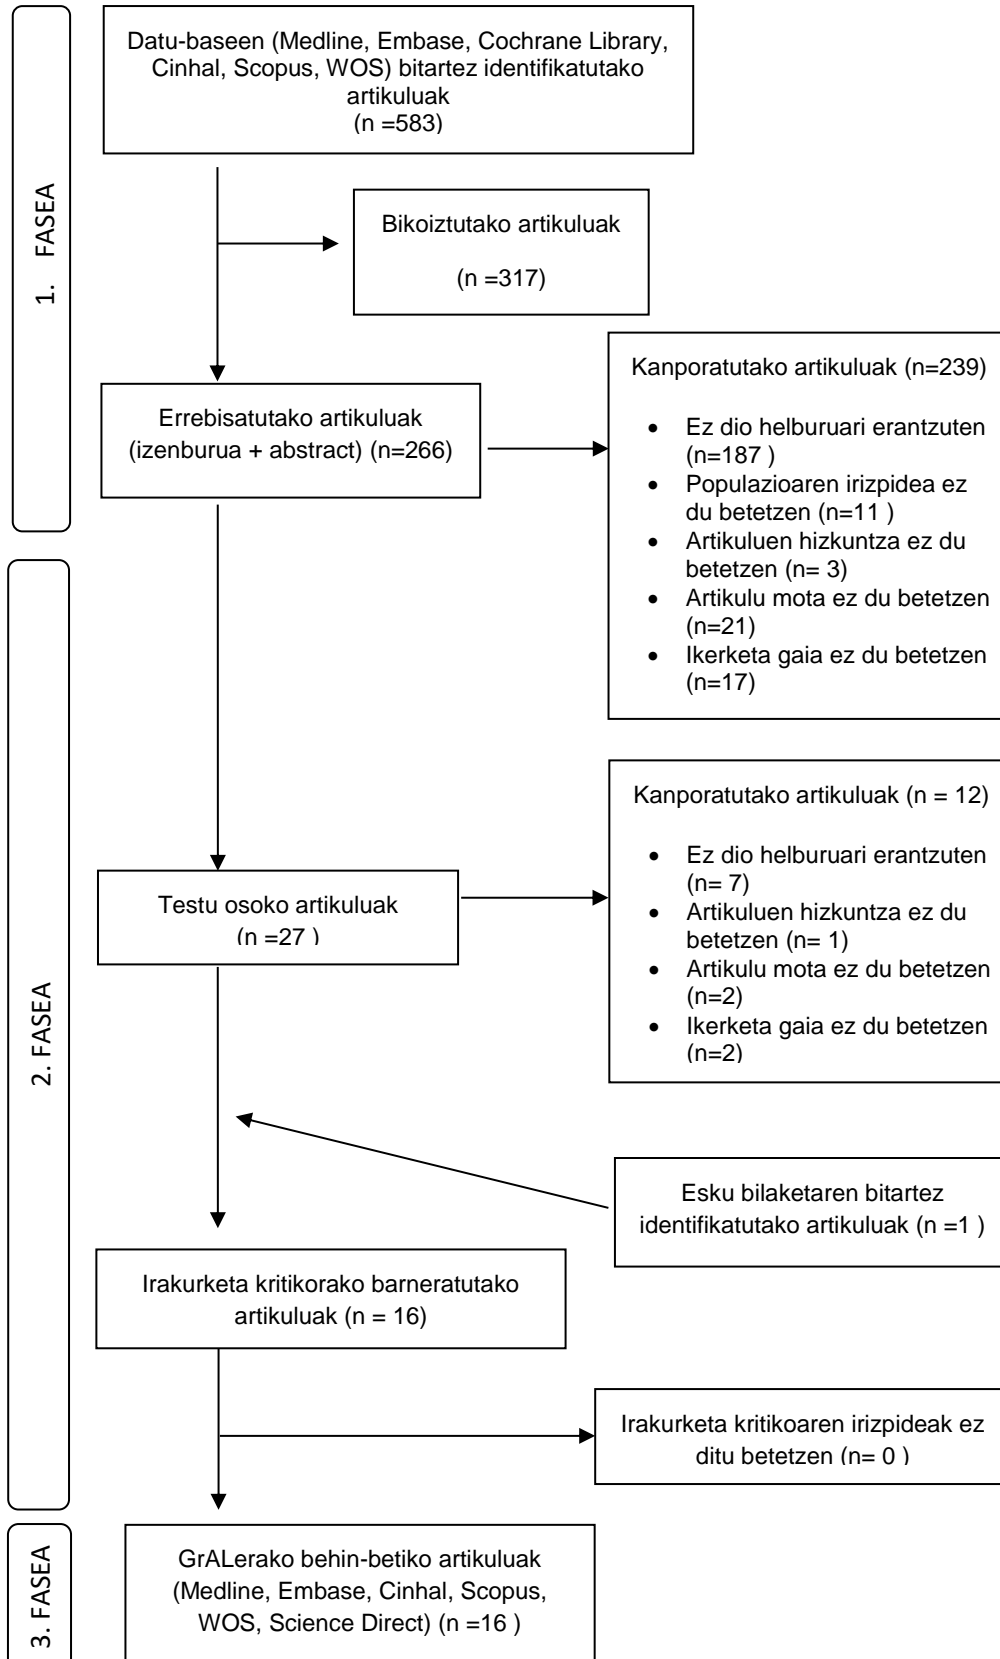 1. FASEA
Datu-baseen (Medline, Embase, Cochrane Library,
Cinhal, Scopus, WOS) bitartez identifikatutako
artikuluak
(n =583)
Bikoiztutako artikuluak
(n =317)
Errebisatutako artikuluak
(izenburua + abstract) (n=266)
Kanporatutako artikuluak (n=239)
• Ez dio helburuari erantzuten
(n=187 )
• Populazioaren irizpidea ez
du betetzen (n=11 )
• Artikuluen hizkuntza ez du
betetzen (n= 3)
• Artikulu mota ez du betetzen
(n=21)
• Ikerketa gaia ez du betetzen
(n=17)
2. FASEA
Testu osoko artikuluak
(n =27 )
Kanporatutako artikuluak (n = 12)
• Ez dio helburuari erantzuten
(n= 7)
• Artikuluen hizkuntza ez du
betetzen (n= 1)
• Artikulu mota ez du betetzen
(n=2)
• Ikerketa gaia ez du betetzen
(n=2)
Esku bilaketaren bitartez
identifikatutako artikuluak (n =1 )
Irakurketa kritikorako barneratutako
artikuluak (n = 16)
Irakurketa kritikoaren irizpideak ez
ditu betetzen (n= 0 )
3. FASEA
GrALerako behin-betiko artikuluak
(Medline, Embase, Cinhal, Scopus,
WOS, Science Direct) (n =16 )